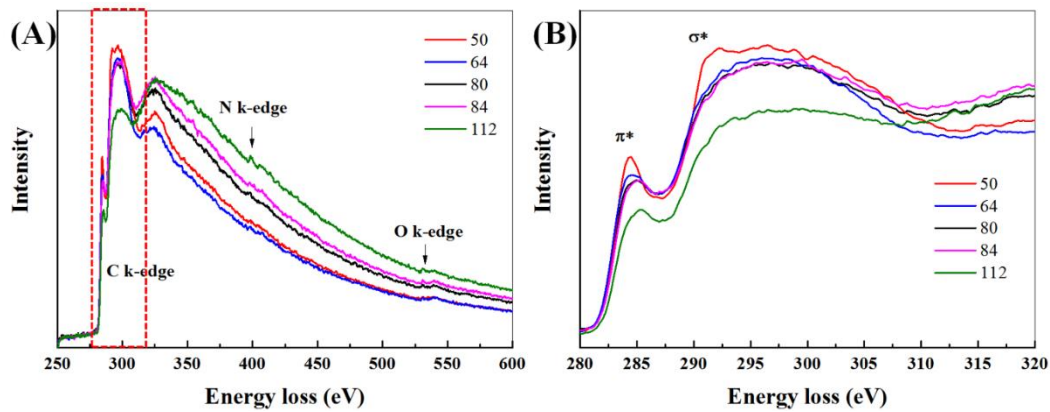 (A)
50
64
80
84
112
N k-edge
O k-edge
C k-edge
Intensity
250 300 350 400 450 500 550 600
Energy loss (eV)
(B)
σ*
π*
50
64
80
84
112
Intensity
280 285 290 295 300 305 310 315 320
Energy loss (eV)